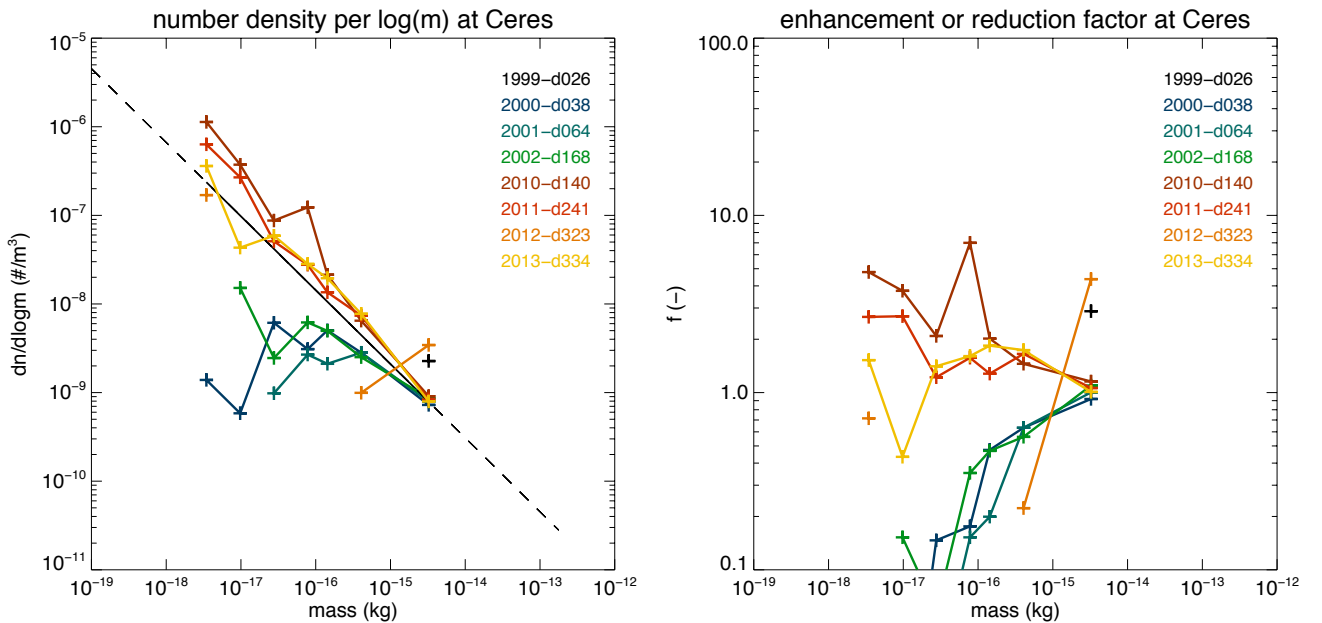 number density per log(m) at Ceres
dn/dlogm (#/m³)
10⁻⁵
10⁻⁶
10⁻⁷
10⁻⁸
10⁻⁹
10⁻¹⁰
10⁻¹¹
1999−d026
2000−d038
2001−d064
2002−d168
2010−d140
2011−d241
2012−d323
2013−d334
10⁻¹⁹ 10⁻¹⁸ 10⁻¹⁷ 10⁻¹⁶ 10⁻¹⁵ 10⁻¹⁴ 10⁻¹³ 10⁻¹²
mass (kg)
enhancement or reduction factor at Ceres
f (−)
100.0
10.0
1.0
0.1
1999−d026
2000−d038
2001−d064
2002−d168
2010−d140
2011−d241
2012−d323
2013−d334
10⁻¹⁹ 10⁻¹⁸ 10⁻¹⁷ 10⁻¹⁶ 10⁻¹⁵ 10⁻¹⁴ 10⁻¹³ 10⁻¹²
mass (kg)